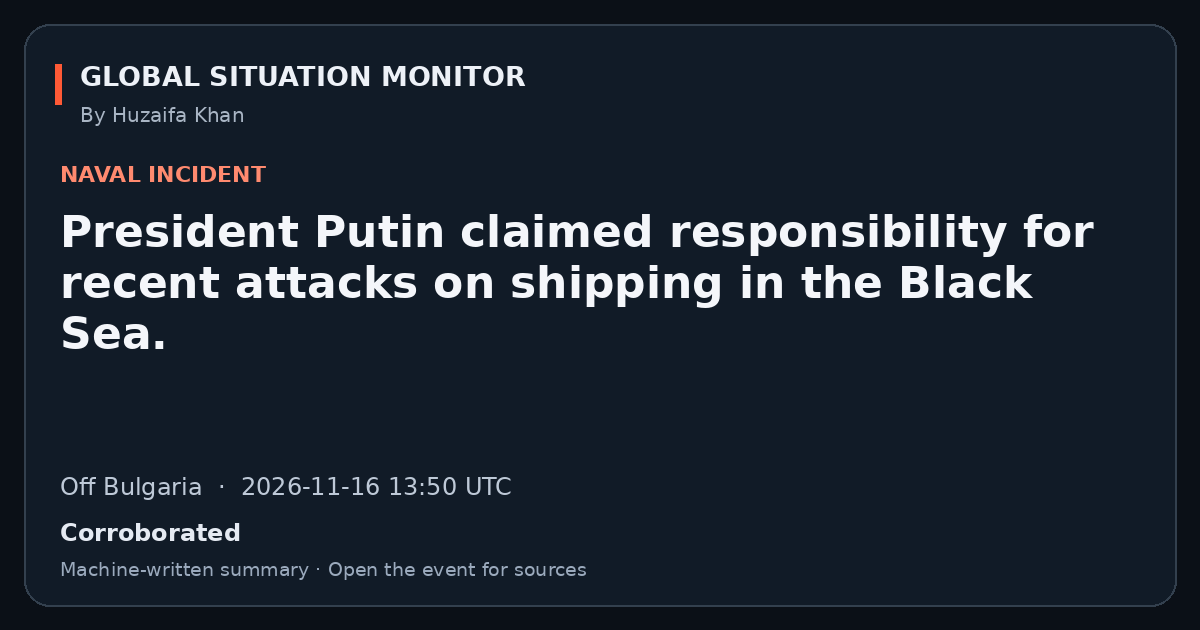 GLOBAL SITUATION MONITOR
By Huzaifa Khan
NAVAL INCIDENT
President Putin claimed responsibility for
recent attacks on shipping in the Black
Sea.
Off Bulgaria · 2026-11-16 13:50 UTC
Corroborated
Machine-written summary · Open the event for sources